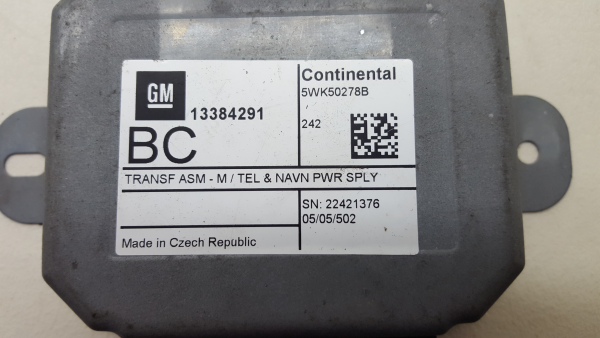 GM
13384291
BC
Continental
5WK50278B
242
TRANSF ASM - M / TEL & NAVN PWR SPLY
SN: 22421376
05/05/502
Made in Czech Republic